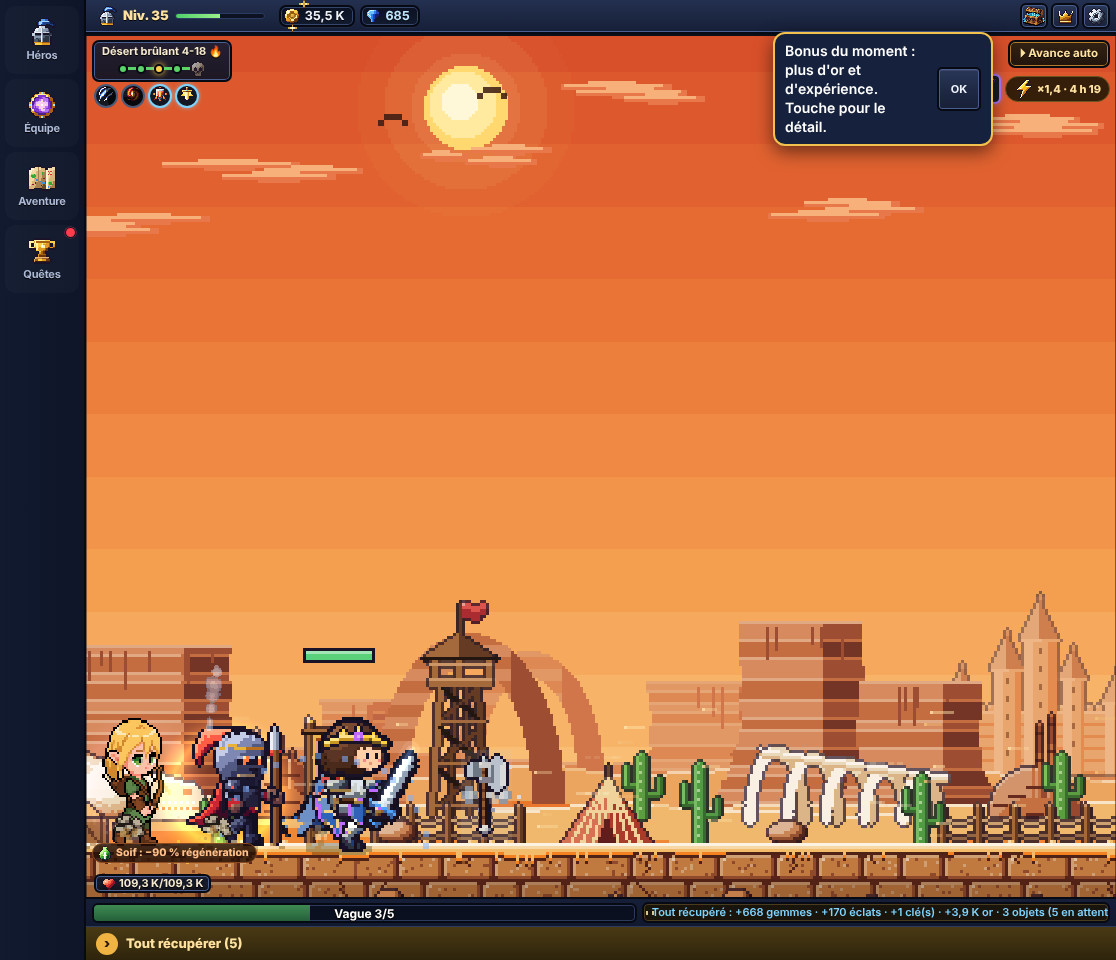 Niv. 35
35,5 K
685
Héros
Équipe
Aventure
Quêtes
Désert brûlant 4-18
Bonus du moment :
plus d'or et
d'expérience.
Touche pour le
détail.
OK
Avance auto
×1,4 · 4 h 19
Soif : −90 % régénération
109,3 K/109,3 K
Vague 3/5
Tout récupéré : +668 gemmes · +170 éclats · +1 clé(s) · +3,9 K or · 3 objets (5 en attent
Tout récupérer (5)